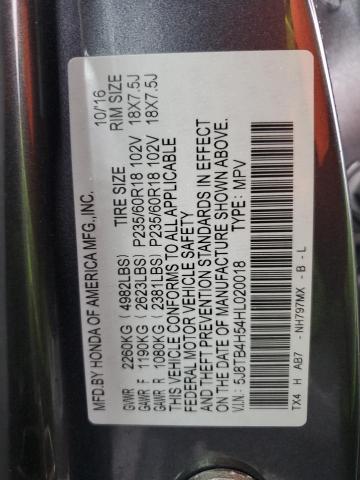 MFD.BY HONDA OF AMERICA MFG.,INC. 10/16
TIRE SIZE RIM SIZE
GVWR 2260KG (4982LBS)
GAWR F 1190KG (2623LBS) P235/60R18 102V 18X7.5J
GAWR R 1080KG (2381LBS) P235/60R18 102V 18X7.5J
THIS VEHICLE CONFORMS TO ALL APPLICABLE
FEDERAL MOTOR VEHICLE SAFETY
AND THEFT PREVENTION STANDARDS IN EFFECT
ON THE DATE OF MANUFACTURE SHOWN ABOVE.
V.I.N.: 5J8TB4H54HL020018 TYPE: MPV
TX4 H AB7 - NH797MX - B - L